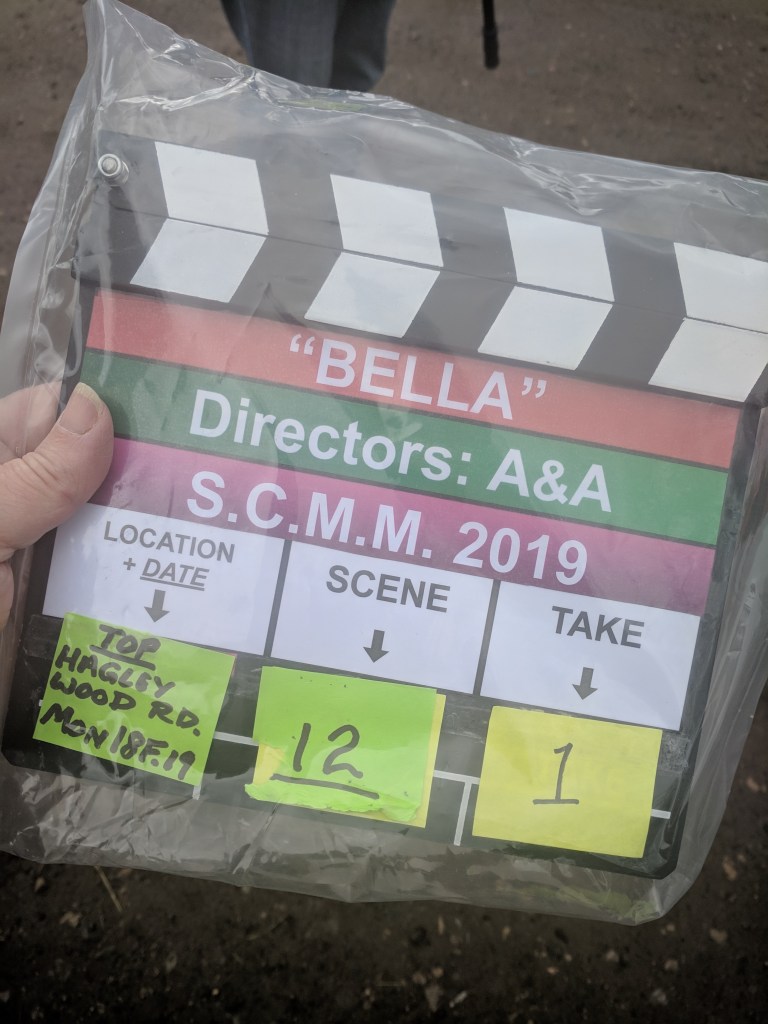 “BELLA”
Directors: A&A
S.C.M.M. 2019
LOCATION
+ DATE
SCENE
TAKE
TOP
HAGLEY
WOOD RD.
MON 18F.19
12
1